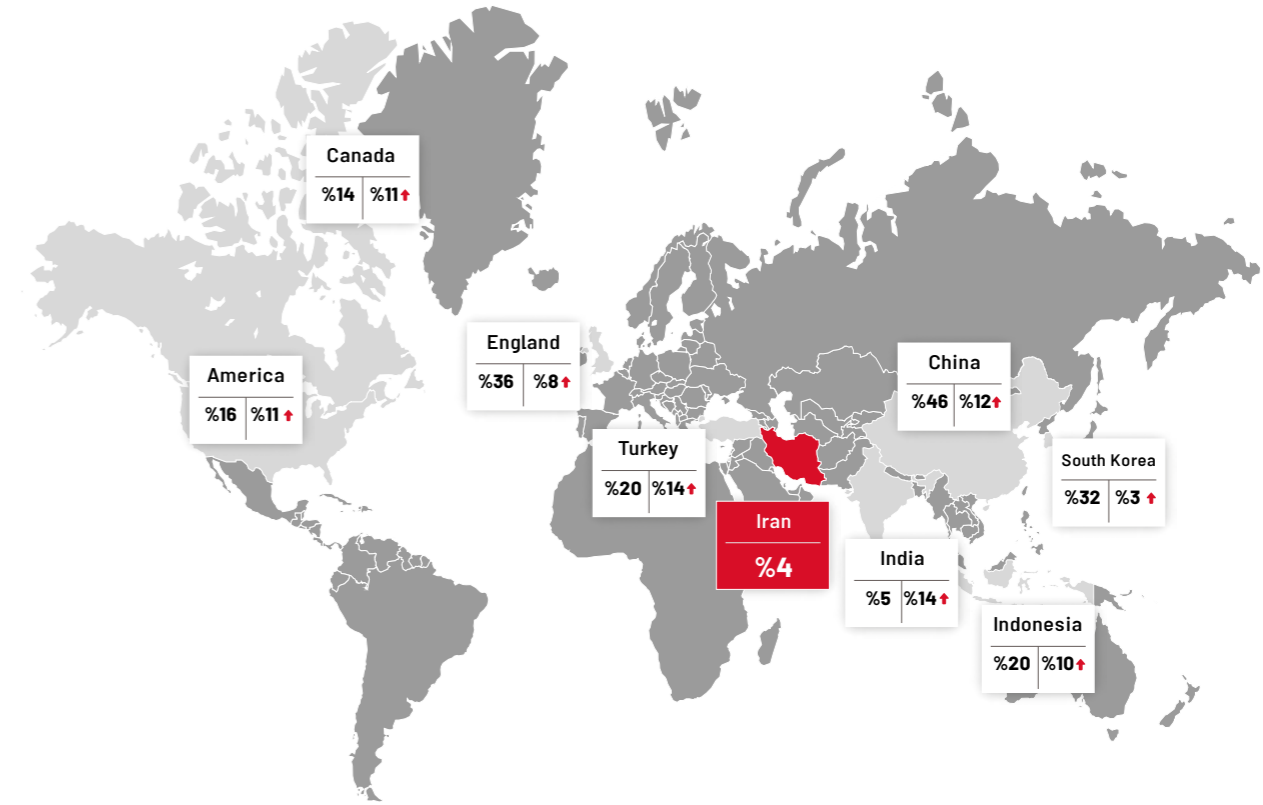 Canada
%14 %11
England
%36 %8
America
%16 %11
China
%46 %12
Turkey
%20 %14
South Korea
%32 %3
Iran
%4
India
%5 %14
Indonesia
%20 %10